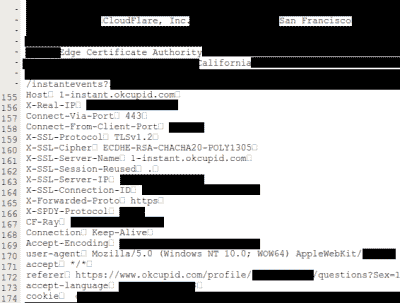 CloudFlare, Inc. San Francisco
Edge Certificate Authority
California
/instantevents?
155 Host 1-instant.okcupid.com
156 X-Real-IP
157 Connect-Via-Port 443
158 Connect-From-Client-Port
159 X-SSL-Protocol TLSv1.2
160 X-SSL-Cipher ECDHE-RSA-CHACHA20-POLY1305
161 X-SSL-Server-Name 1-instant.okcupid.com
162 X-SSL-Session-Reused .
163 X-SSL-Server-IP
164 X-SSL-Connection-ID
165 X-Forwarded-Proto https
166 X-SPDY-Protocol
167 CF-Ray
168 Connection Keep-Alive
169 Accept-Encoding
170 user-agent Mozilla/5.0 (Windows NT 10.0; WOW64) AppleWebKit/
171 accept */*
172 referer https://www.okcupid.com/profile/ /questions?Sex=1
173 accept-language
174 cookie